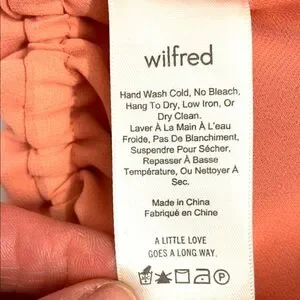 wilfred
Hand Wash Cold, No Bleach,
Hang To Dry, Low Iron, Or
Dry Clean.
Laver À La Main À L'eau
Froide, Pas De Blanchiment,
Suspendre Pour Sécher,
Repasser À Basse
Température, Ou Nettoyer À
Sec.
Made in China
Fabriqué en Chine
A LITTLE LOVE
GOES A LONG WAY.